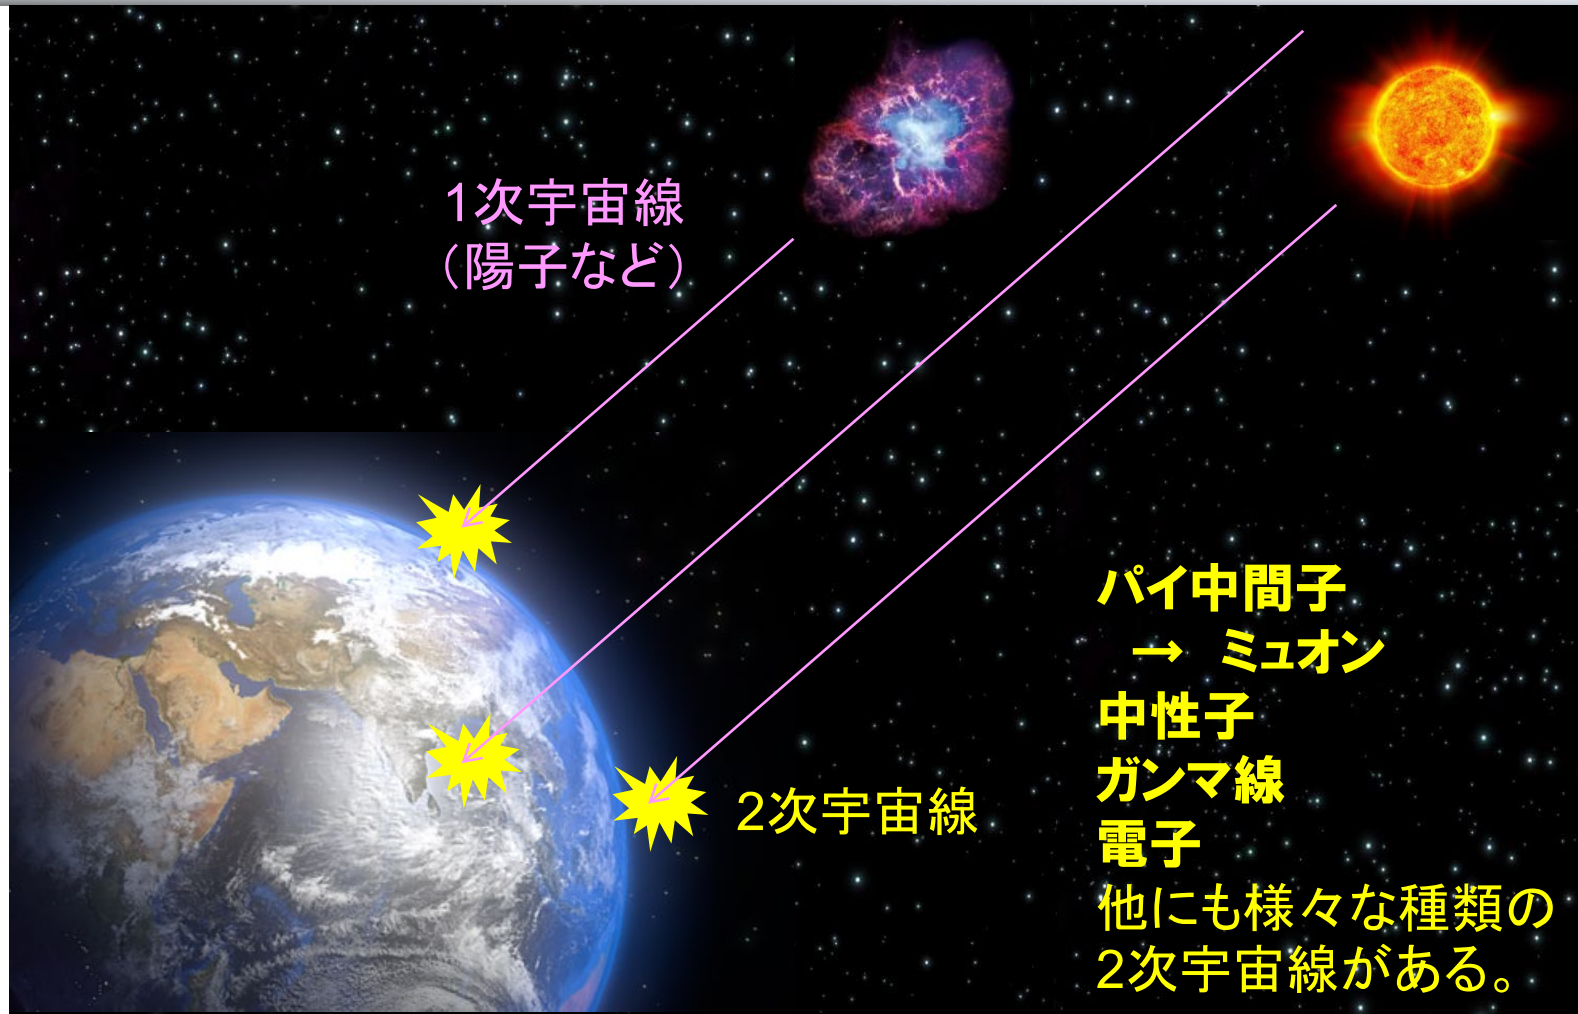 1次宇宙線
（陽子など）
2次宇宙線
パイ中間子
→ ミュオン
中性子
ガンマ線
電子
他にも様々な種類の
2次宇宙線がある。